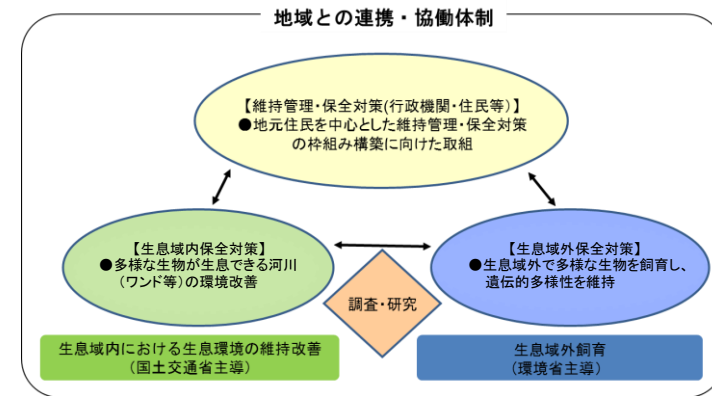 地域との連携・協働体制
【維持管理・保全対策(行政機関・住民等)】
●地元住民を中心とした維持管理・保全対策
の枠組み構築に向けた取組
【生息域内保全対策】
●多様な生物が生息できる河川
(ワンド等)の環境改善
【生息域外保全対策】
●生息域外で多様な生物を飼育し、
遺伝的多様性を維持
調査・研究
生息域内における生息環境の維持改善
(国土交通省主導)
生息域外飼育
(環境省主導)